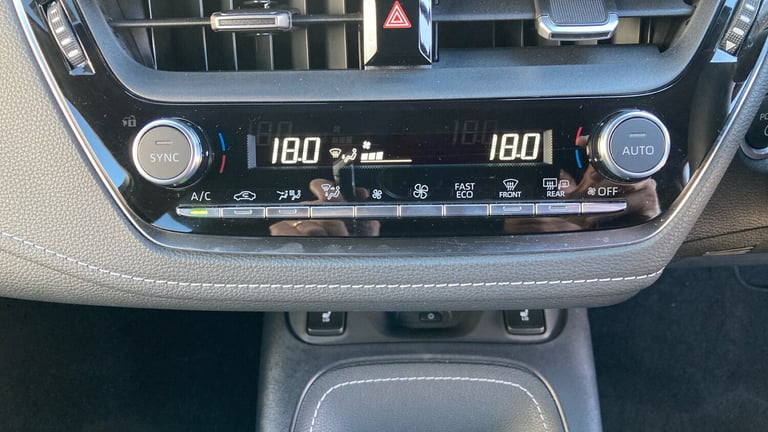 SYNC
18.0 18.0
AUTO
A/C FAST ECO FRONT REAR OFF